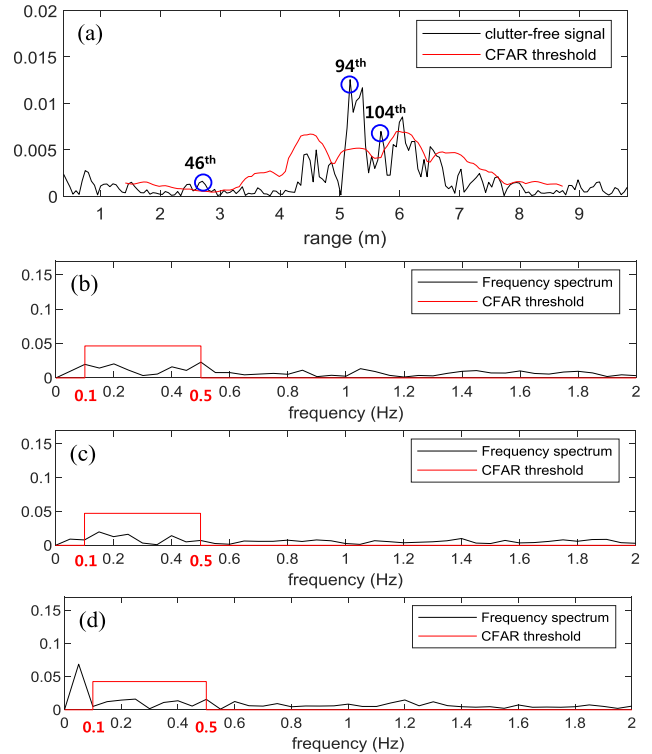 (a)
0.02
0.015
0.01
0.005
0
clutter-free signal
CFAR threshold
94th
104th
46th
1 2 3 4 5 6 7 8 9
range (m)
(b)
0.15
0.1
0.05
0
Frequency spectrum
CFAR threshold
0 0.1 0.2 0.4 0.5 0.6 0.8 1 1.2 1.4 1.6 1.8 2
frequency (Hz)
(c)
0.15
0.1
0.05
0
Frequency spectrum
CFAR threshold
0 0.1 0.2 0.4 0.5 0.6 0.8 1 1.2 1.4 1.6 1.8 2
frequency (Hz)
(d)
0.15
0.1
0.05
0
Frequency spectrum
CFAR threshold
0 0.1 0.2 0.4 0.5 0.6 0.8 1 1.2 1.4 1.6 1.8 2
frequency (Hz)